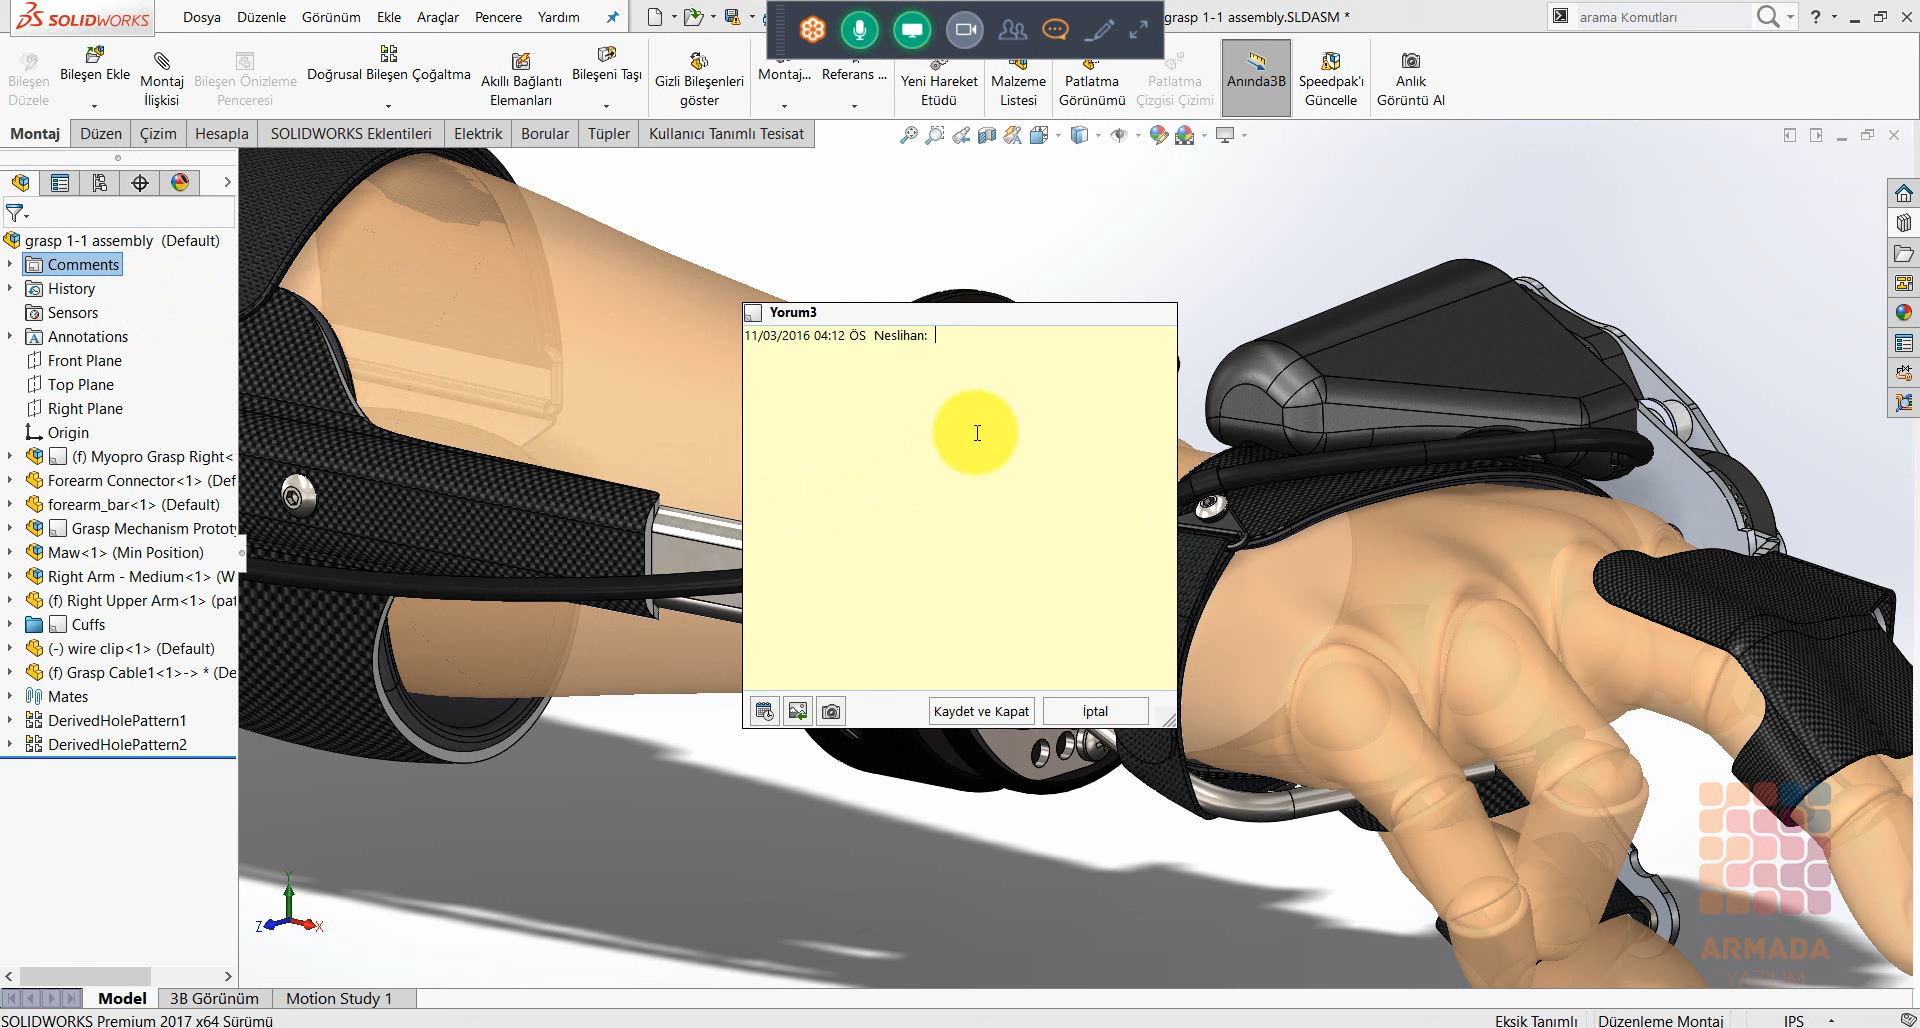 SOLIDWORKS
Dosya Düzenle Görünüm Ekle Araçlar Pencere Yardım
grasp 1-1 assembly.SLDASM *
arama Komutları
Bileşen Düzele
Bileşen Ekle
Montaj İlişkisi
Bileşen Önizleme Penceresi
Doğrusal Bileşen Çoğaltma
Akıllı Bağlantı Elemanları
Bileşeni Taşı
Gizli Bileşenleri göster
Montaj...
Referans ...
Yeni Hareket Etüdü
Malzeme Listesi
Patlatma Görünümü
Patlatma Çizgisi Çizimi
Anında3B
Speedpak'ı Güncelle
Anlık Görüntü Al
Montaj Düzen Çizim Hesapla SOLIDWORKS Eklentileri Elektrik Borular Tüpler Kullanıcı Tanımlı Tesisat
grasp 1-1 assembly (Default)
Comments
History
Sensors
Annotations
Front Plane
Top Plane
Right Plane
Origin
(f) Myopro Grasp Right<
Forearm Connector<1> (Def
forearm_bar<1> (Default)
Grasp Mechanism Protot
Maw<1> (Min Position)
Right Arm - Medium<1> (W
(f) Right Upper Arm<1> (pa
Cuffs
(-) wire clip<1> (Default)
(f) Grasp Cable1<1>-> * (De
Mates
DerivedHolePattern1
DerivedHolePattern2
Yorum3
11/03/2016 04:12 ÖS Neslihan:
Kaydet ve Kapat İptal
Y
Z X
ARMADA
YAZILIM
Model 3B Görünüm Motion Study 1
SOLIDWORKS Premium 2017 x64 Sürümü
Eksik Tanımlı Düzenleme Montaj IPS